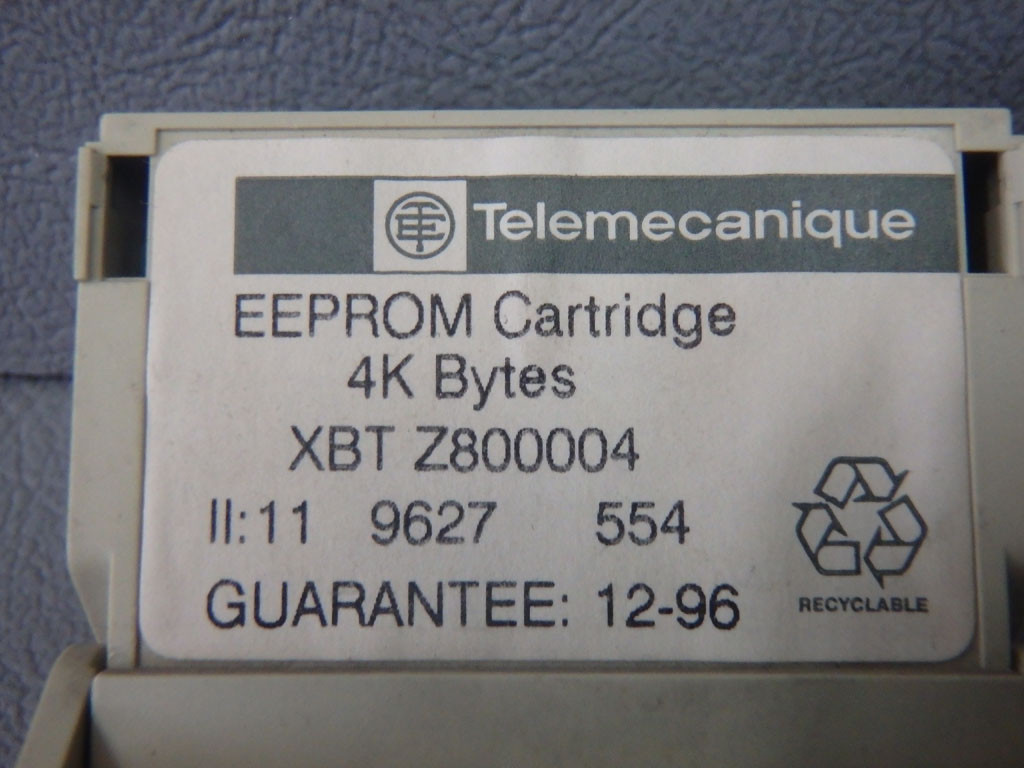 Telemecanique
EEPROM Cartridge
4K Bytes
XBT Z800004
II:11 9627 554
GUARANTEE: 12-96
RECYCLABLE